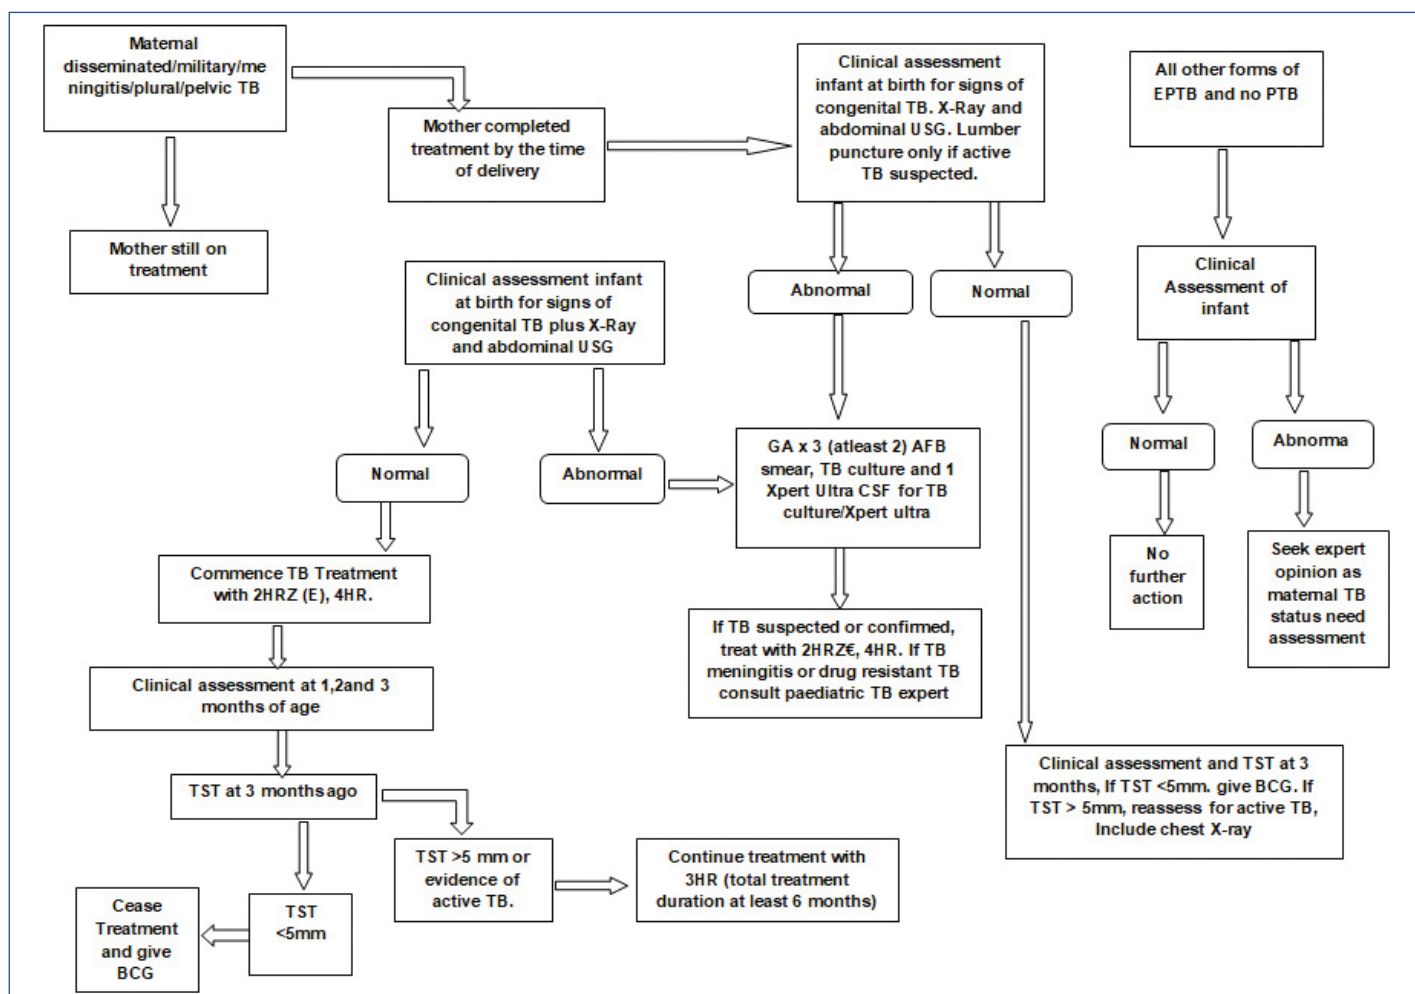 Maternal
disseminated/military/me
ningitis/plural/pelvic TB
Mother completed
treatment by the time
of delivery
Clinical assessment
infant at birth for signs of
congenital TB. X-Ray and
abdominal USG. Lumber
puncture only if active
TB suspected.
All other forms of
EPTB and no PTB
Mother still on
treatment
Clinical assessment infant
at birth for signs of
congenital TB plus X-Ray
and abdominal USG
Abnormal
Normal
Clinical
Assessment of
infant
Normal
Abnormal
GA x 3 (atleast 2) AFB
smear, TB culture and 1
Xpert Ultra CSF for TB
culture/Xpert ultra
Normal
Abnorma
Commence TB Treatment
with 2HRZ (E), 4HR.
If TB suspected or confirmed,
treat with 2HRZ€, 4HR. If TB
meningitis or drug resistant TB
consult paediatric TB expert
No
further
action
Seek expert
opinion as
maternal TB
status need
assessment
Clinical assessment at 1,2and 3
months of age
TST at 3 months ago
Clinical assessment and TST at 3
months, If TST <5mm. give BCG. If
TST > 5mm, reassess for active TB,
Include chest X-ray
TST >5 mm or
evidence of
active TB.
Continue treatment with
3HR (total treatment
duration at least 6 months)
TST
<5mm
Cease
Treatment
and give
BCG